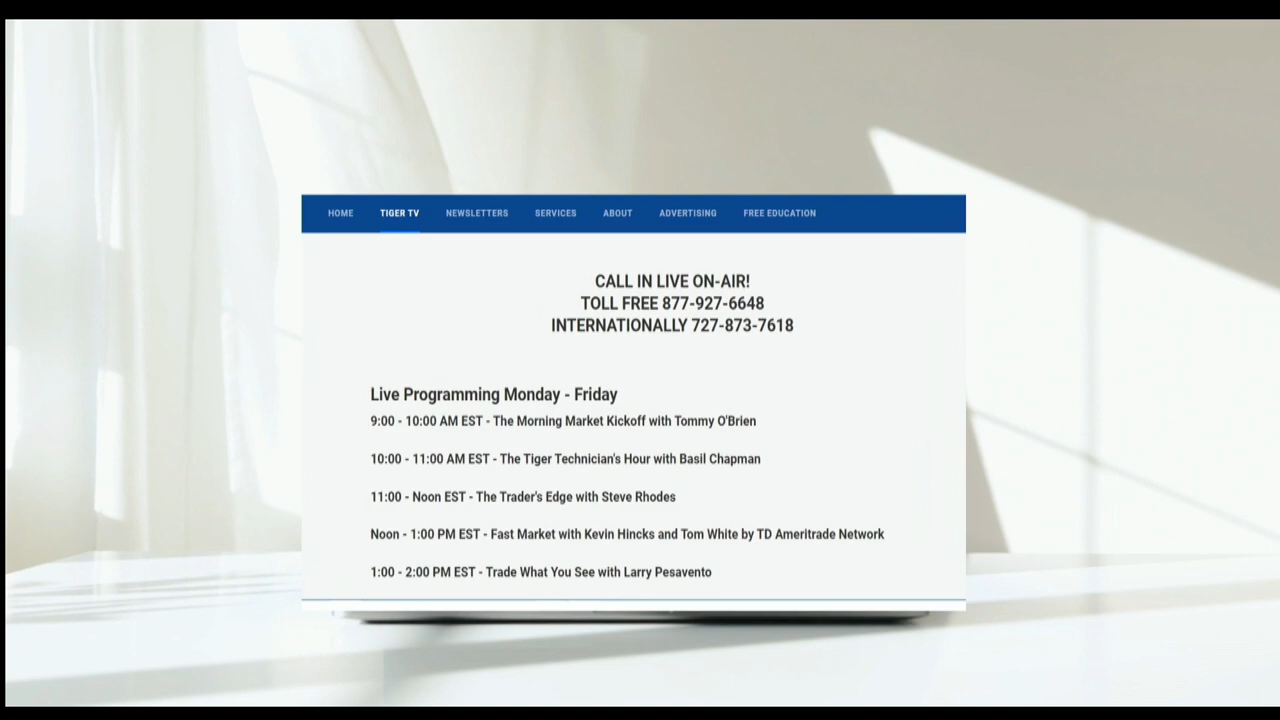 HOME TIGER TV NEWSLETTERS SERVICES ABOUT ADVERTISING FREE EDUCATION
CALL IN LIVE ON-AIR!
TOLL FREE 877-927-6648
INTERNATIONALLY 727-873-7618
Live Programming Monday - Friday
9:00 - 10:00 AM EST - The Morning Market Kickoff with Tommy O'Brien
10:00 - 11:00 AM EST - The Tiger Technician's Hour with Basil Chapman
11:00 - Noon EST - The Trader's Edge with Steve Rhodes
Noon - 1:00 PM EST - Fast Market with Kevin Hincks and Tom White by TD Ameritrade Network
1:00 - 2:00 PM EST - Trade What You See with Larry Pesavento